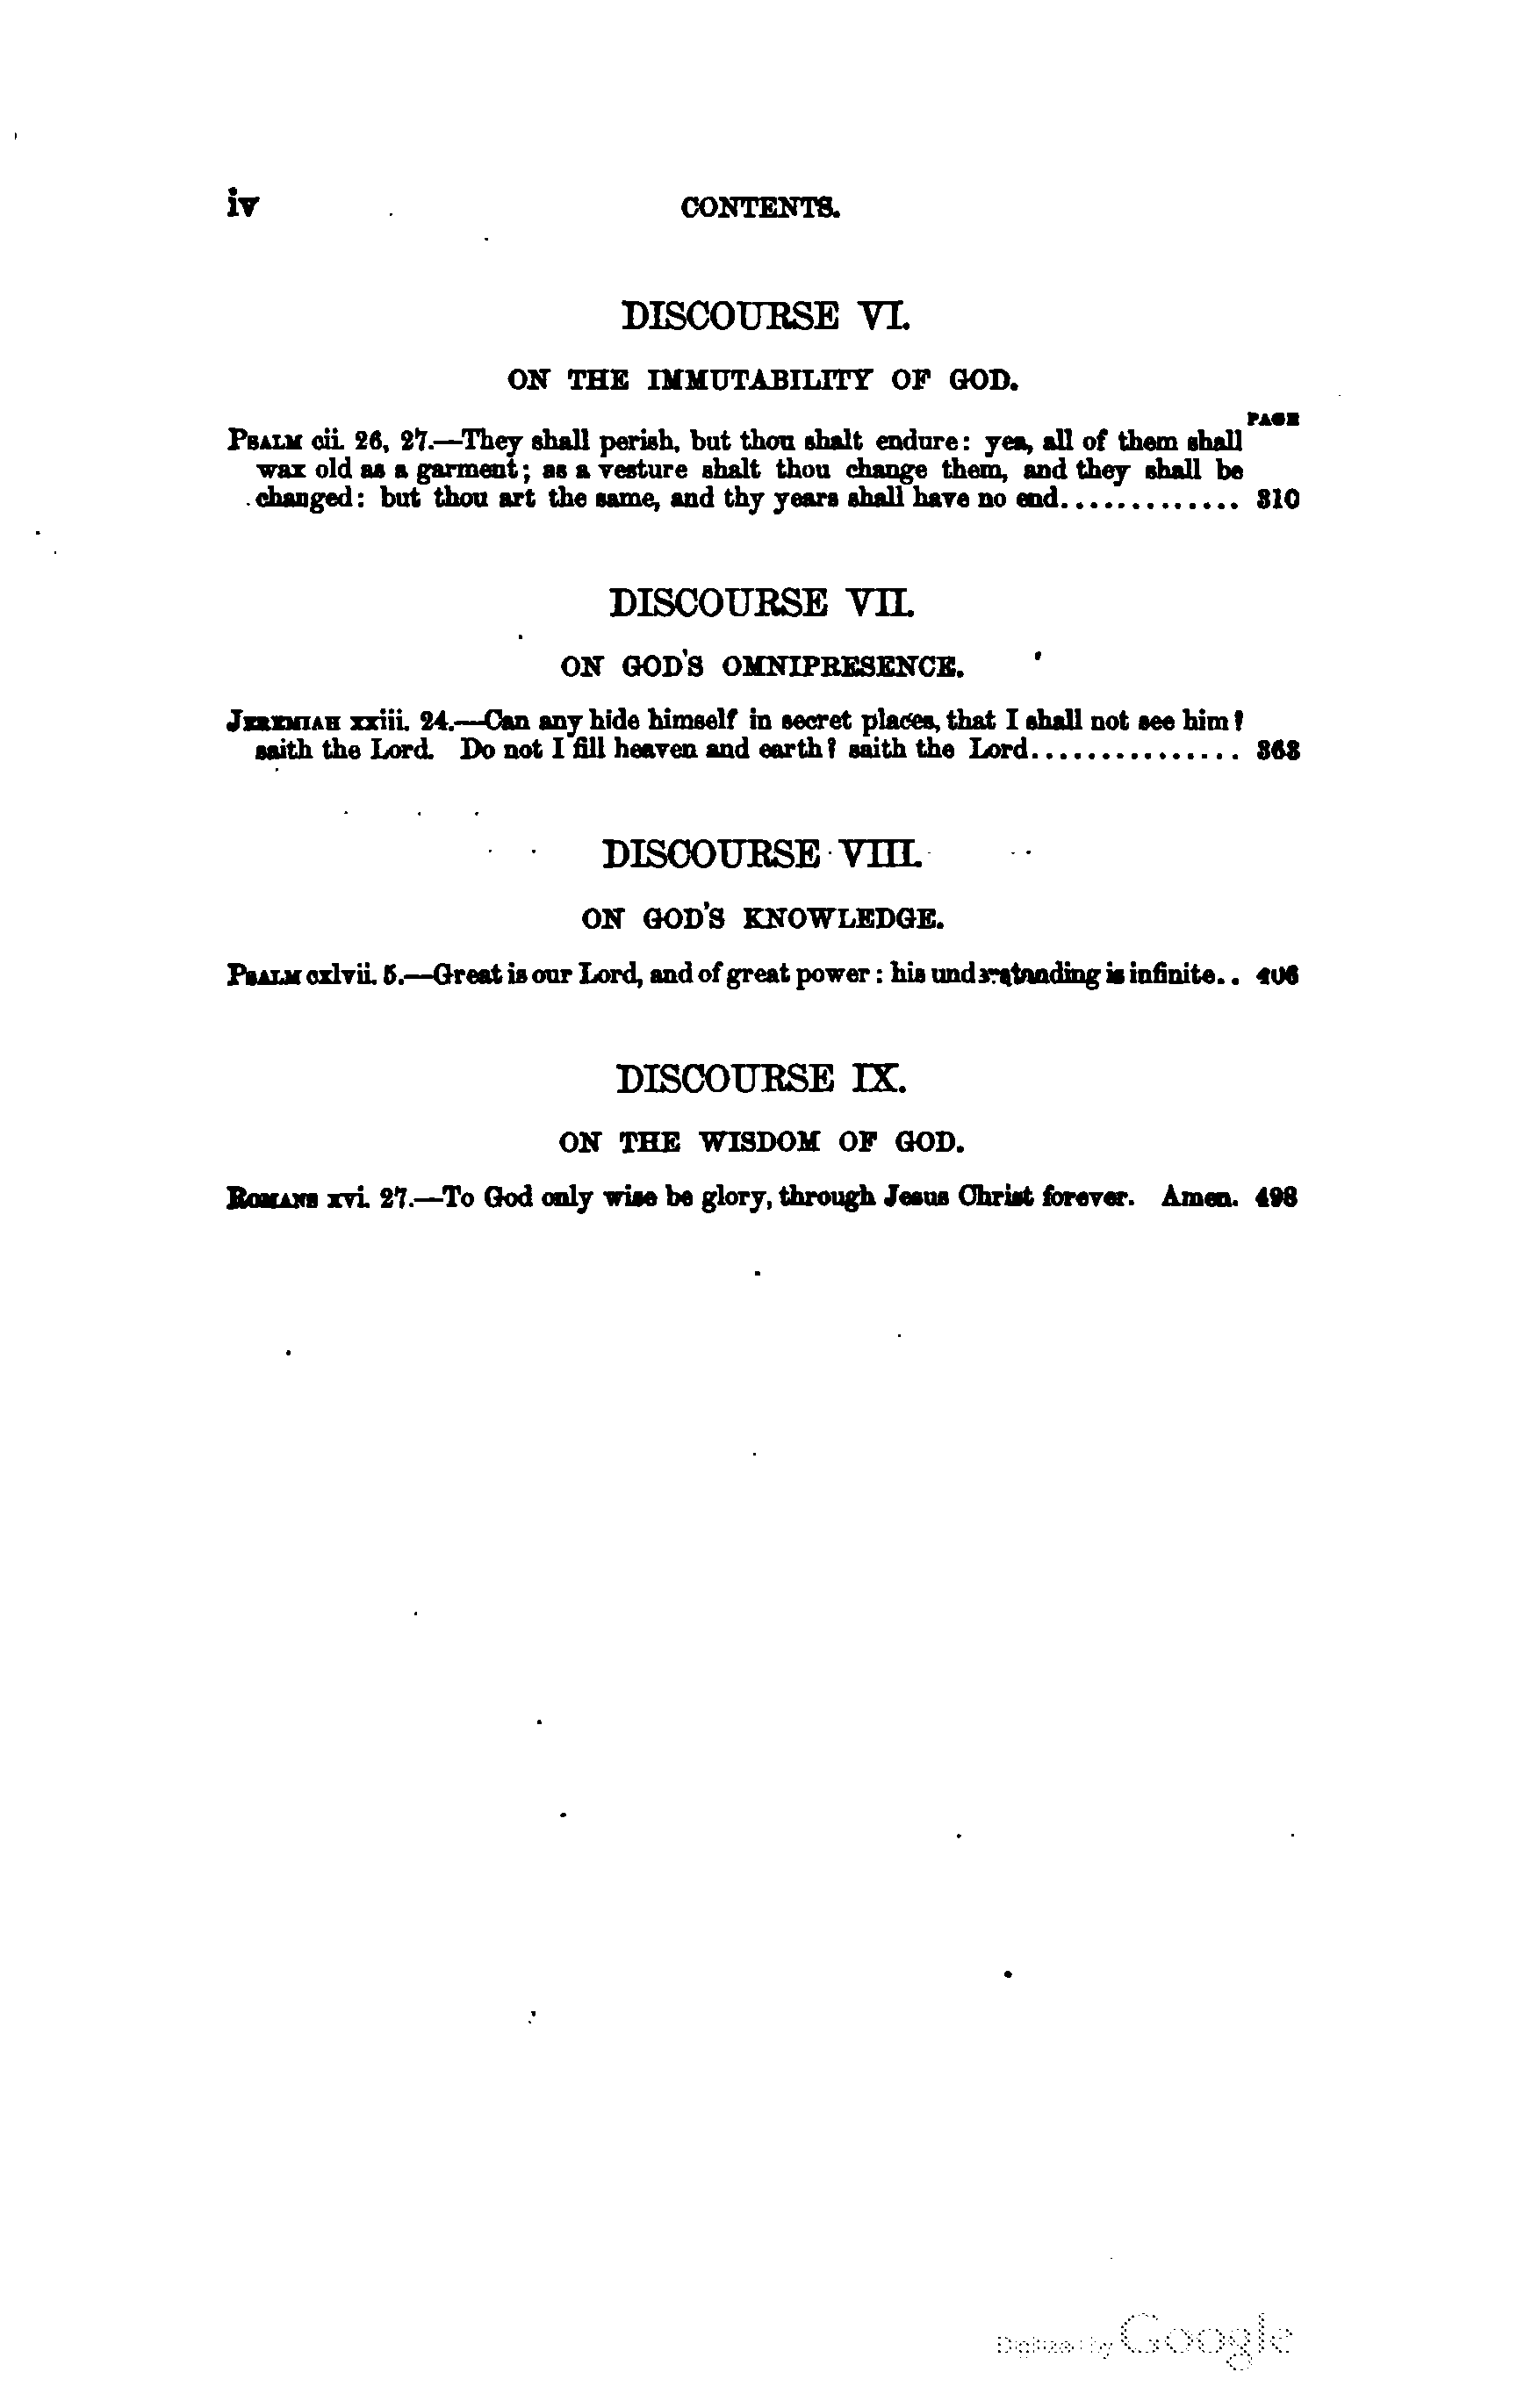 iv CONTENTS.
DISCOURSE VI.
ON THE IMMUTABILITY OF GOD.
PAGE
PSALM cii. 26, 27.—They shall perish, but thou shalt endure: yea, all of them shall
wax old as a garment; as a vesture shalt thou change them, and they shall be
changed: but thou art the same, and thy years shall have no end............. 310
DISCOURSE VII.
ON GOD'S OMNIPRESENCE.
JEREMIAH xxiii. 24.—Can any hide himself in secret places, that I shall not see him?
saith the Lord. Do not I fill heaven and earth? saith the Lord............... 363
DISCOURSE VIII.
ON GOD'S KNOWLEDGE.
PSALM cxlvii. 5.—Great is our Lord, and of great power: his understanding is infinite.. 406
DISCOURSE IX.
ON THE WISDOM OF GOD.
ROMANS xvi. 27.—To God only wise be glory, through Jesus Christ forever. Amen. 498
Digitized by Google